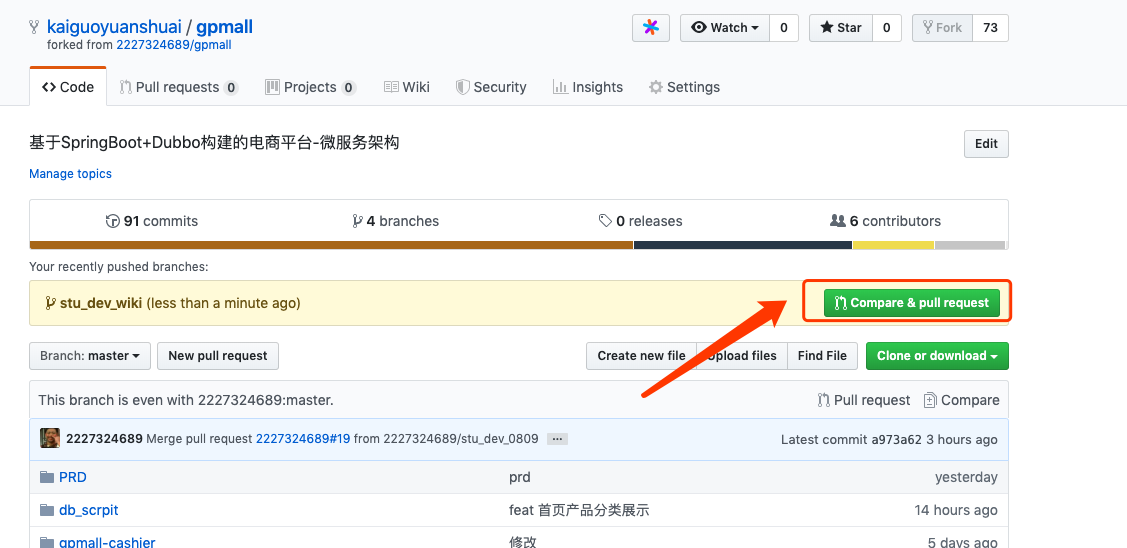 kaiguoyuanshuai / gpmall
Watch 0 Star 0 Fork 73
forked from 2227324689/gpmall
Code Pull requests 0 Projects 0 Wiki Security Insights Settings
基于SpringBoot+Dubbo构建的电商平台-微服务架构
Edit
Manage topics
91 commits 4 branches 0 releases 6 contributors
Your recently pushed branches:
stu_dev_wiki (less than a minute ago) Compare & pull request
Branch: master New pull request Create new file Upload files Find File Clone or download
This branch is even with 2227324689:master. Pull request Compare
2227324689 Merge pull request 2227324689#19 from 2227324689/stu_dev_0809 ... Latest commit a973a62 3 hours ago
PRD prd yesterday
db_scrpit feat 首页产品分类展示 14 hours ago
gpmall-cashier 修改 5 days ago